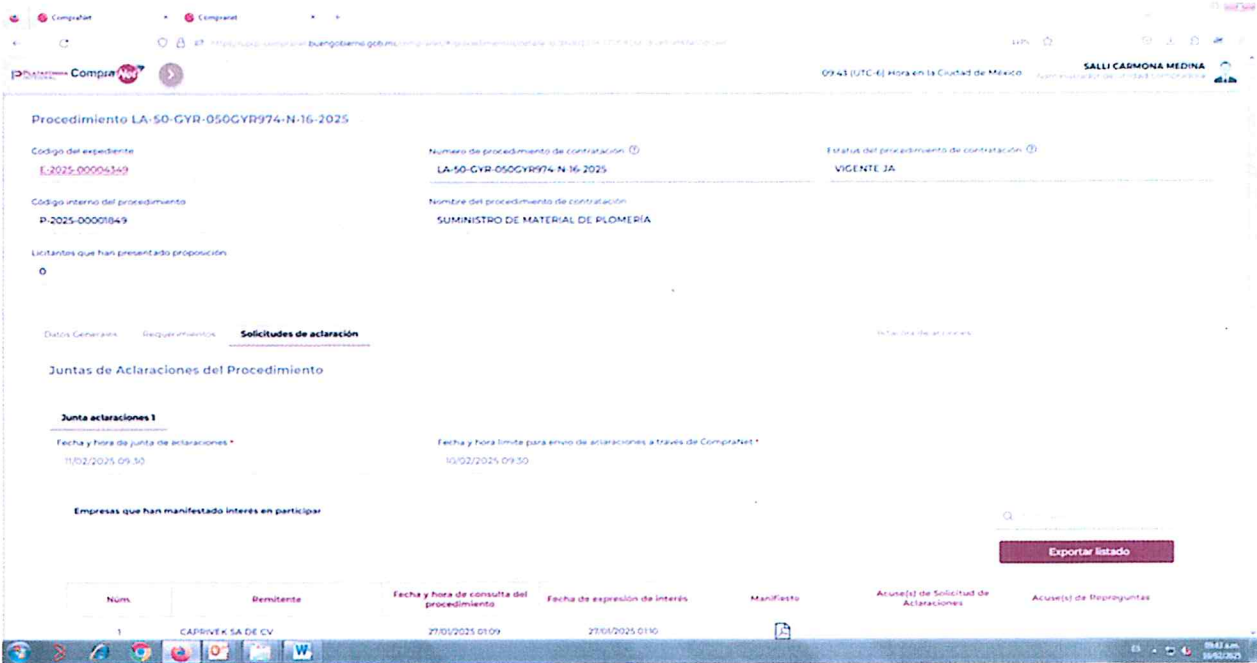 CompraNet
Compranet
PLATAFORMA INTEGRAL CompraNet
09:43 (UTC-6) Hora en la Ciudad de México
SALLI CARMONA MEDINA
Procedimiento LA-50-GYR-050GYR974-N-16-2025
Código del expediente
E-2025-00004349
Número de procedimiento de contratación
LA-50-GYR-050GYR974-N-16-2025
Estatus del procedimiento de contratación
VIGENTE JA
Código interno del procedimiento
P-2025-00001849
Nombre del procedimiento de contratación
SUMINISTRO DE MATERIAL DE PLOMERÍA
Licitantes que han presentado proposición
0
Datos Generales Requerimientos Solicitudes de aclaración
Juntas de Aclaraciones del Procedimiento
Junta aclaraciones 1
Fecha y hora de junta de aclaraciones *
11/02/2025 09:30
Fecha y hora límite para envío de aclaraciones a través de CompraNet *
10/02/2025 09:30
Empresas que han manifestado interés en participar
Exportar listado
Núm. Remitente Fecha y hora de consulta del procedimiento Fecha de expresión de interés Manifiesto Acuse(s) de Solicitud de Aclaraciones Acuse(s) de Repreguntas
1 CAPRIVEK SA DE CV 27/01/2025 01:09 27/01/2025 01:10
ES 09:43 a.m.
10/02/2025